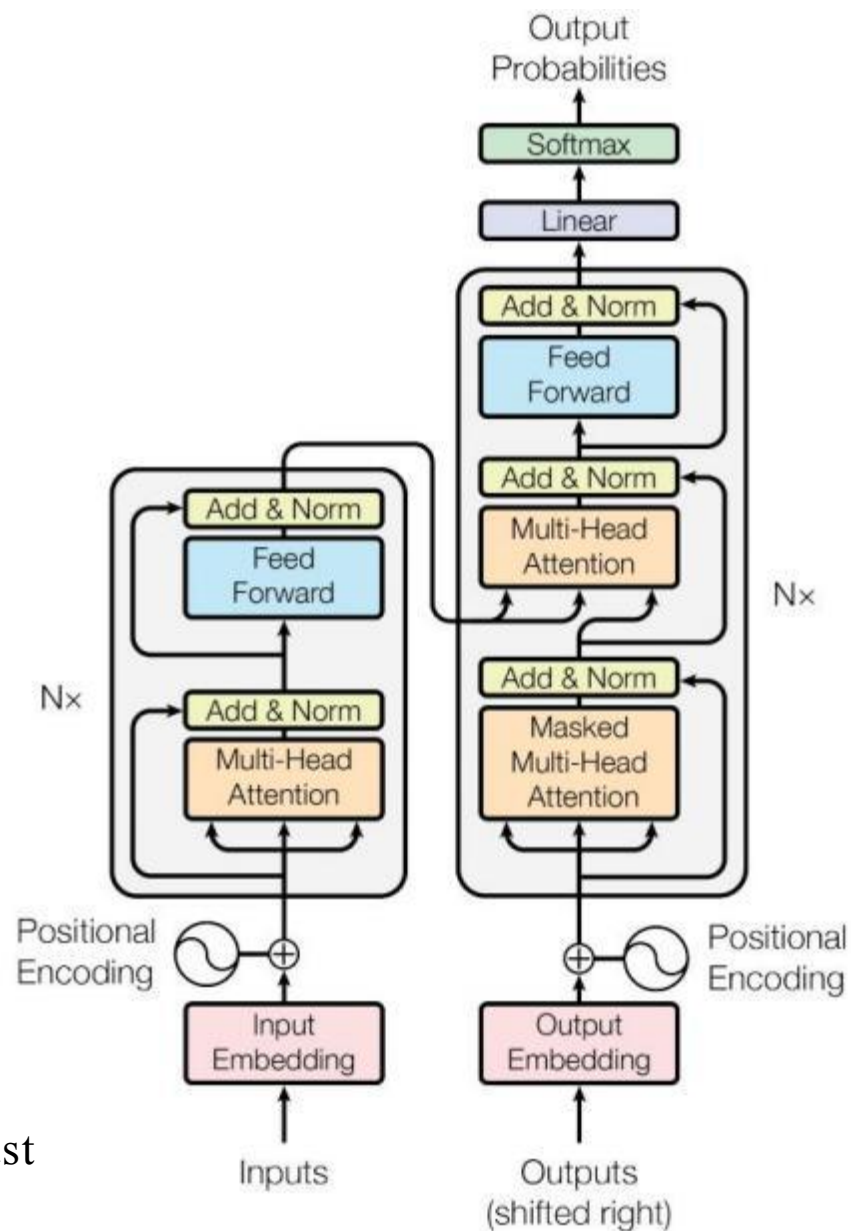 Output
Probabilities
Softmax
Linear
Add & Norm
Feed
Forward
Add & Norm
Multi-Head
Attention
Add & Norm
Masked
Multi-Head
Attention
Nx
Add & Norm
Feed
Forward
Add & Norm
Multi-Head
Attention
Nx
Positional
Encoding
Positional
Encoding
Input
Embedding
Output
Embedding
st
Inputs
Outputs
(shifted right)